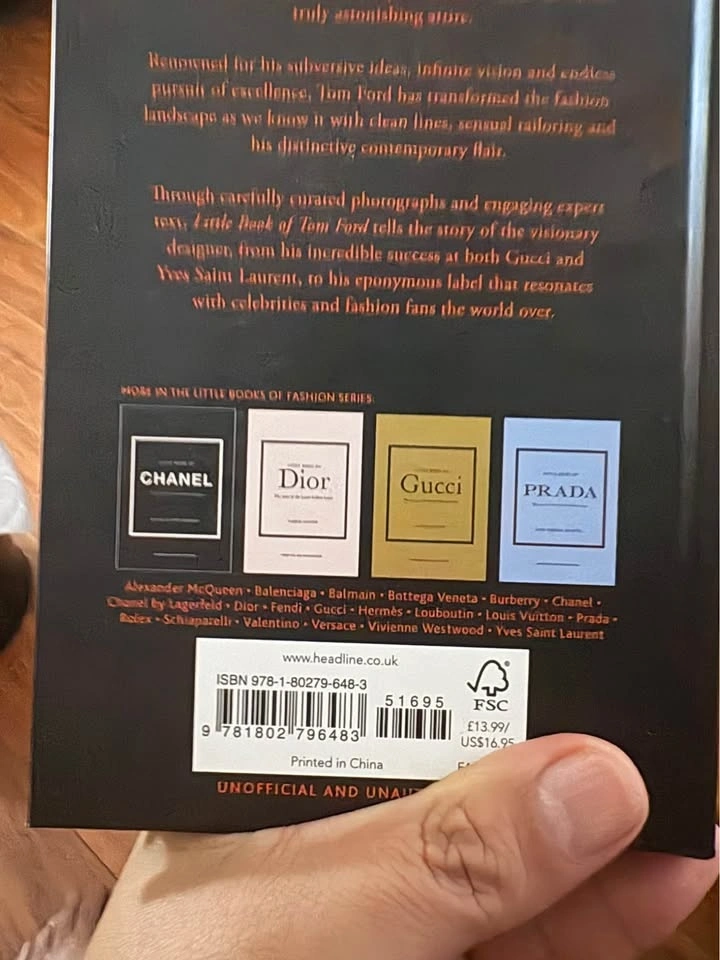 truly astonishing attire.
Renowned for his subversive ideas, infinite vision and endless
pursuit of excellence, Tom Ford has transformed the fashion
landscape as we know it with clean lines, sensual tailoring and
his distinctive contemporary flair.
Through carefully curated photographs and engaging expert
text, Little Book of Tom Ford tells the story of the visionary
designer, from his incredible success at both Gucci and
Yves Saint Laurent, to his eponymous label that resonates
with celebrities and fashion fans the world over.
MORE IN THE LITTLE BOOKS OF FASHION SERIES:
CHANEL
Dior
Gucci
PRADA
Alexander McQueen • Balenciaga • Balmain • Bottega Veneta • Burberry • Chanel •
Chanel by Lagerfeld • Dior • Fendi • Gucci • Hermès • Louboutin • Louis Vuitton • Prada •
Rolex • Schiaparelli • Valentino • Versace • Vivienne Westwood • Yves Saint Laurent
www.headline.co.uk
ISBN 978-1-80279-648-3
51695
9 781802 796483
FSC
£13.99/
US$16.95
Printed in China
UNOFFICIAL AND